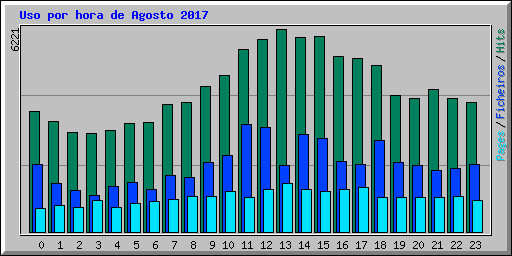 Uso por hora de Agosto 2017
6221
Pages / Ficheiros / Hits
0 1 2 3 4 5 6 7 8 9 10 11 12 13 14 15 16 17 18 19 20 21 22 23